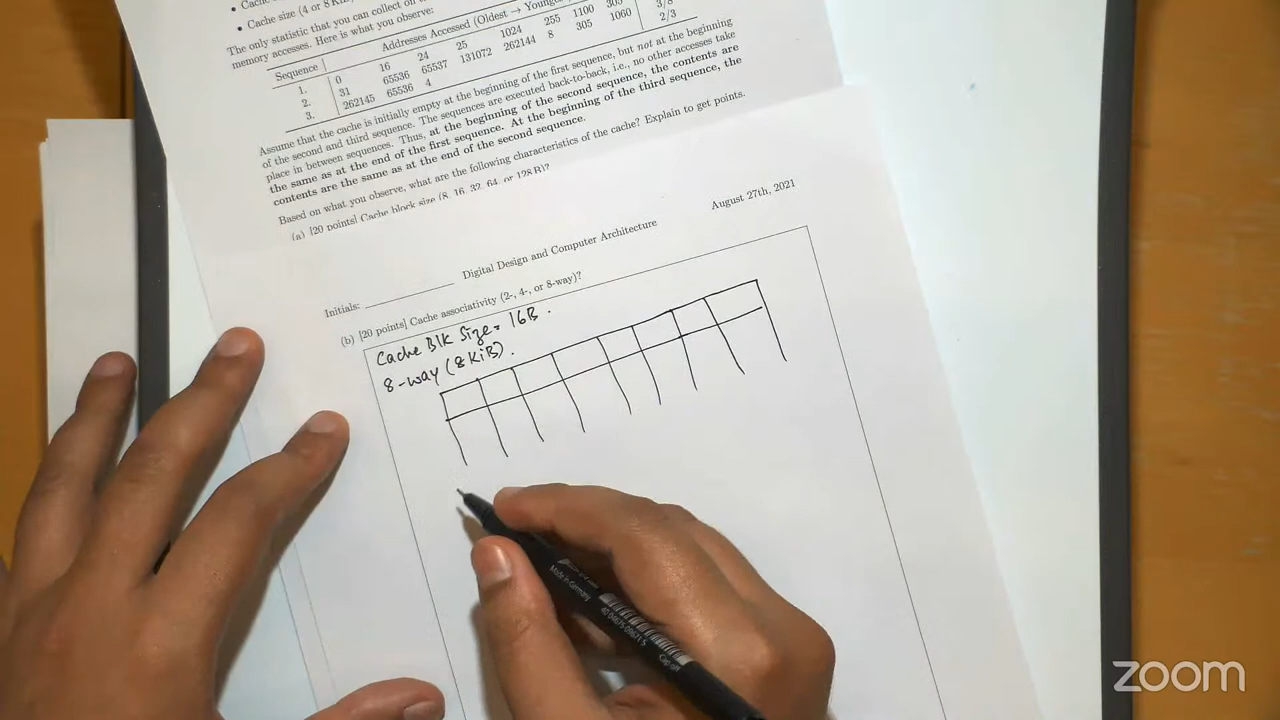 • Cache
• Cache size (4 or 8 Ki
The only statistic that you can collect on
memory accesses. Here is what you observe:
Sequence Addresses Accessed (Oldest → Younges
1. 0 16 24 25 1024 255 1100 305 3/8
2. 31 65536 65537 131072 262144 8 305 1060 2/3
3. 262145 65536 4
Assume that the cache is initially empty at the beginning of the first sequence, but not at the beginning
of the second and third sequence. The sequences are executed back-to-back, i.e., no other accesses take
place in between sequences. Thus, at the beginning of the second sequence, the contents are
the same as at the end of the first sequence. At the beginning of the third sequence, the
contents are the same as at the end of the second sequence.
Based on what you observe, what are the following characteristics of the cache? Explain to get points.
(a) [20 points] Cache block size (8, 16, 32, 64, or 128 B)?
Initials: Digital Design and Computer Architecture August 27th, 2021
(b) [20 points] Cache associativity (2-, 4-, or 8-way)?
Cache Blk Size = 16B.
8-way (8KiB).
Made in Germany
Cap off
zoom